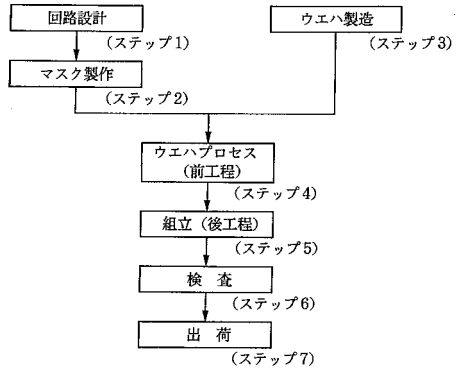 回路設計
(ステップ1)
ウエハ製造
(ステップ3)
マスク製作
(ステップ2)
ウエハプロセス
(前工程)
(ステップ4)
組立(後工程)
(ステップ5)
検 査
(ステップ6)
出 荷
(ステップ7)